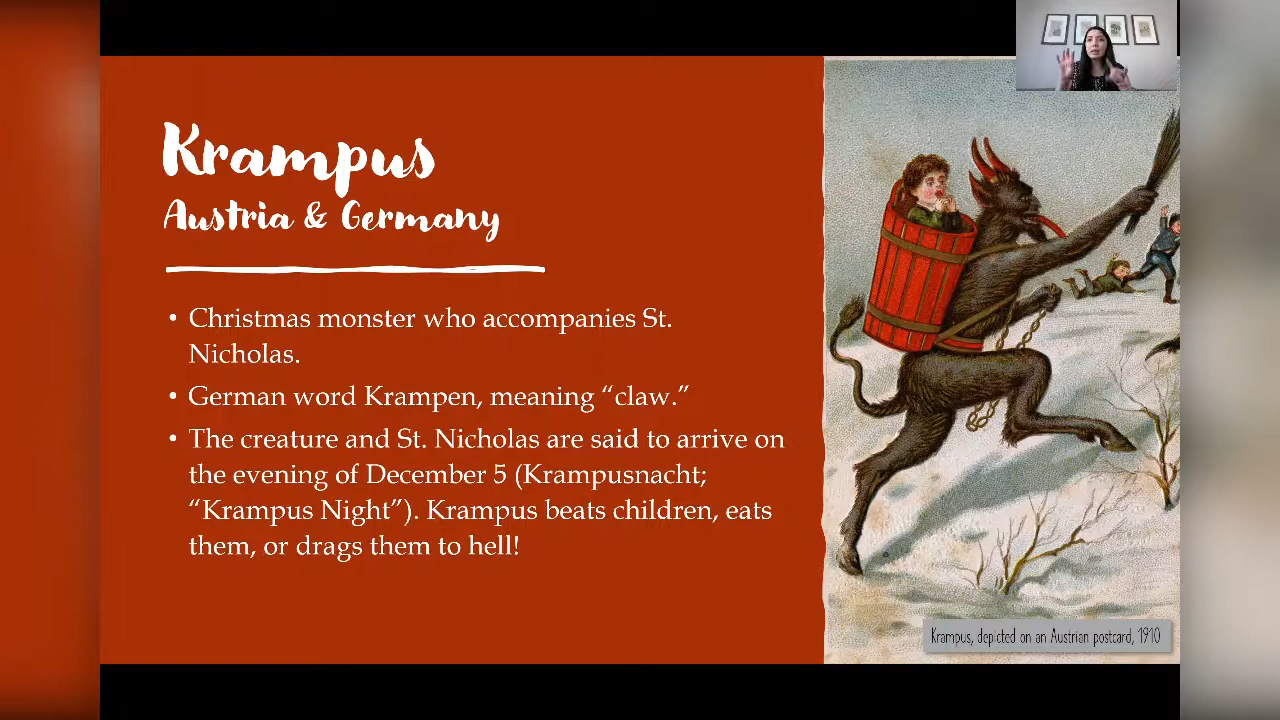 Krampus
Austria & Germany
• Christmas monster who accompanies St.
Nicholas.
• German word Krampen, meaning “claw.”
• The creature and St. Nicholas are said to arrive on
the evening of December 5 (Krampusnacht;
“Krampus Night”). Krampus beats children, eats
them, or drags them to hell!
Krampus, depicted on an Austrian postcard, 1910